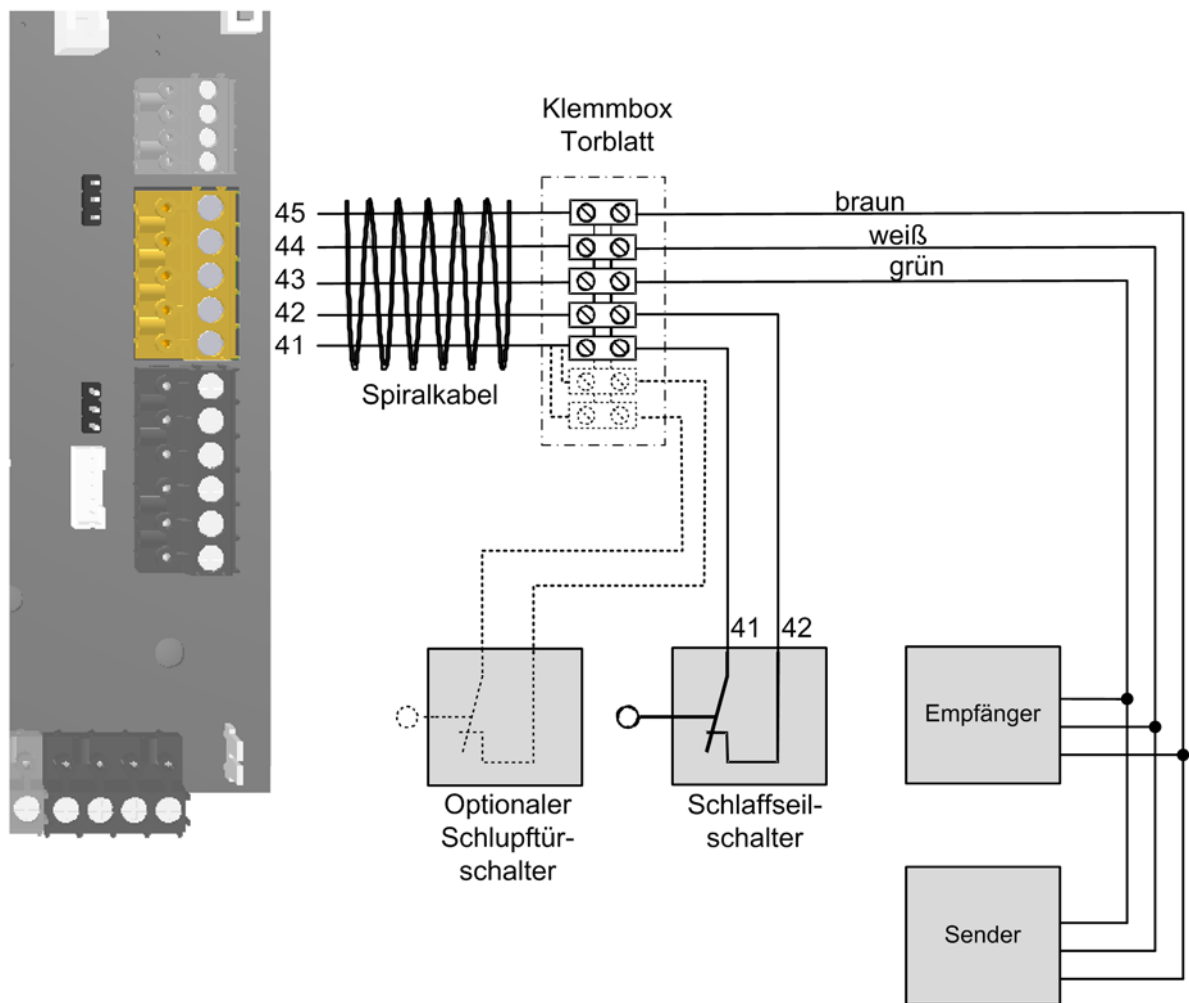 Klemmbox
Torblatt
45
braun
44
weiß
43
grün
42
41
Spiralkabel
41
42
Empfänger
Optionaler
Schlupftür-
schalter
Schlaffseil-
schalter
Sender